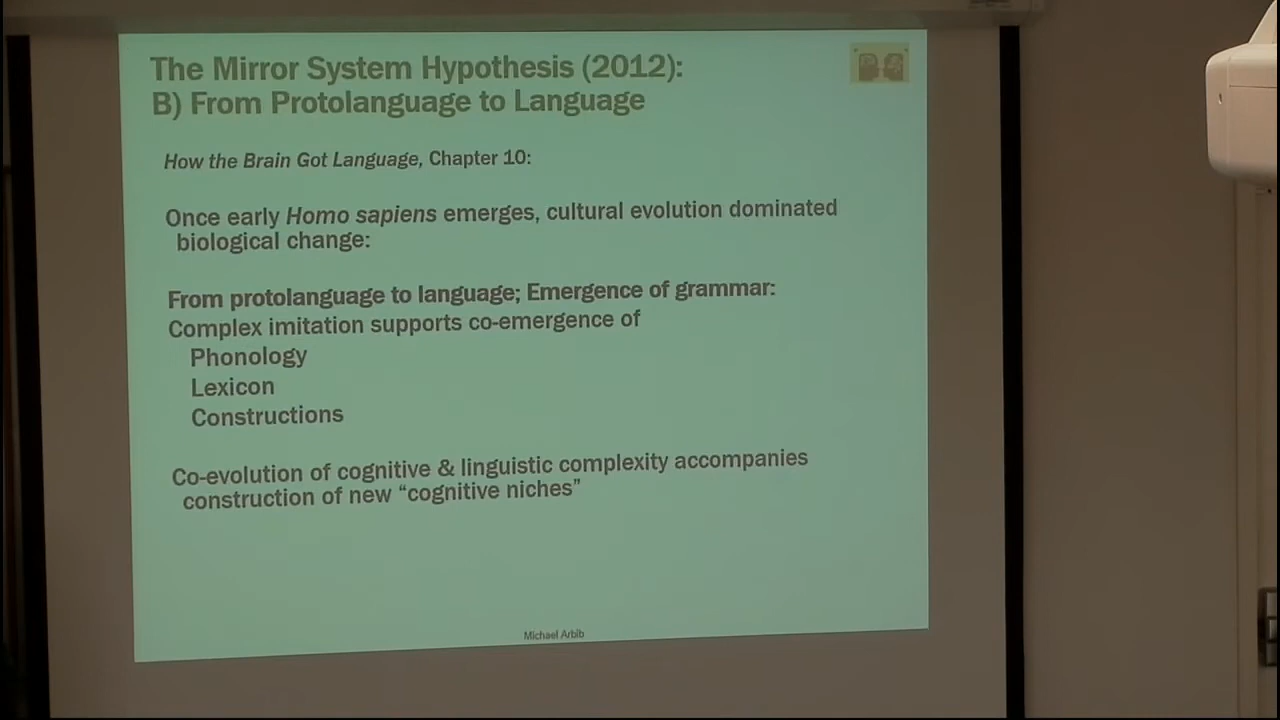 The Mirror System Hypothesis (2012):
B) From Protolanguage to Language
How the Brain Got Language, Chapter 10:
Once early Homo sapiens emerges, cultural evolution dominated
biological change:
From protolanguage to language; Emergence of grammar:
Complex imitation supports co-emergence of
Phonology
Lexicon
Constructions
Co-evolution of cognitive & linguistic complexity accompanies
construction of new “cognitive niches”
Michael Arbib